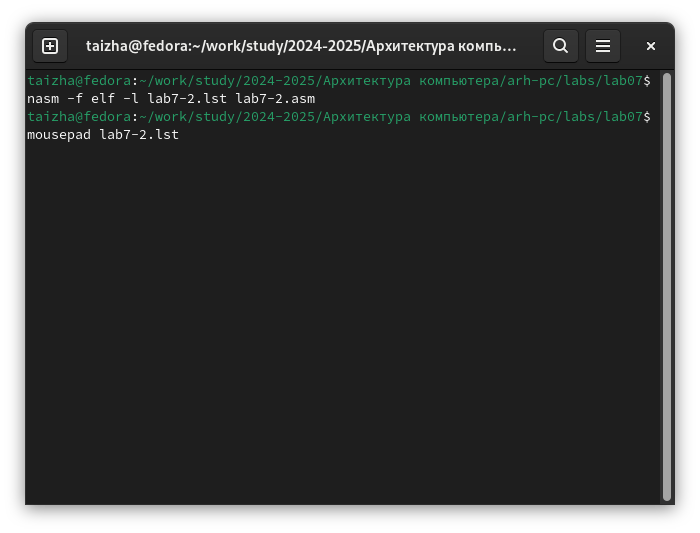 taizha@fedora:~/work/study/2024-2025/Архитектура компь…
taizha@fedora:~/work/study/2024-2025/Архитектура компьютера/arh-pc/labs/lab07$
nasm -f elf -l lab7-2.lst lab7-2.asm
taizha@fedora:~/work/study/2024-2025/Архитектура компьютера/arh-pc/labs/lab07$
mousepad lab7-2.lst